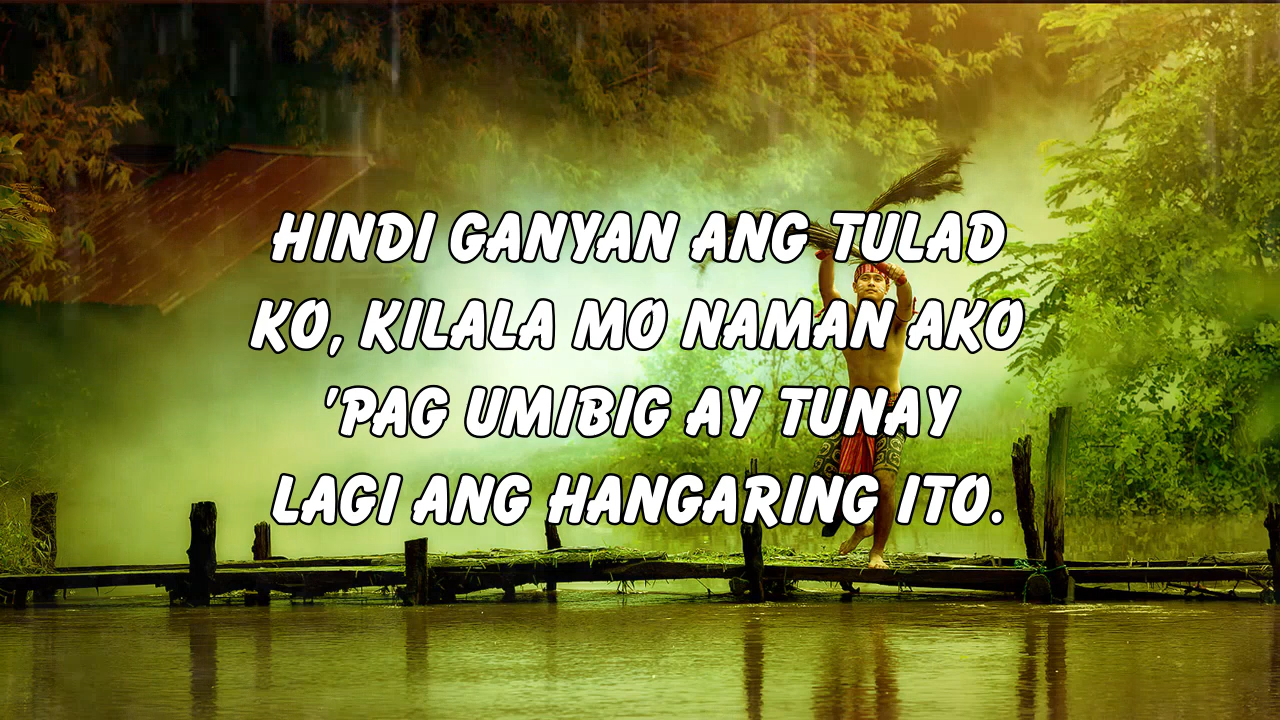 HINDI GANYAN ANG TULAD
KO, KILALA MO NAMAN AKO
'PAG UMIBIG AY TUNAY
LAGI ANG HANGARING ITO.